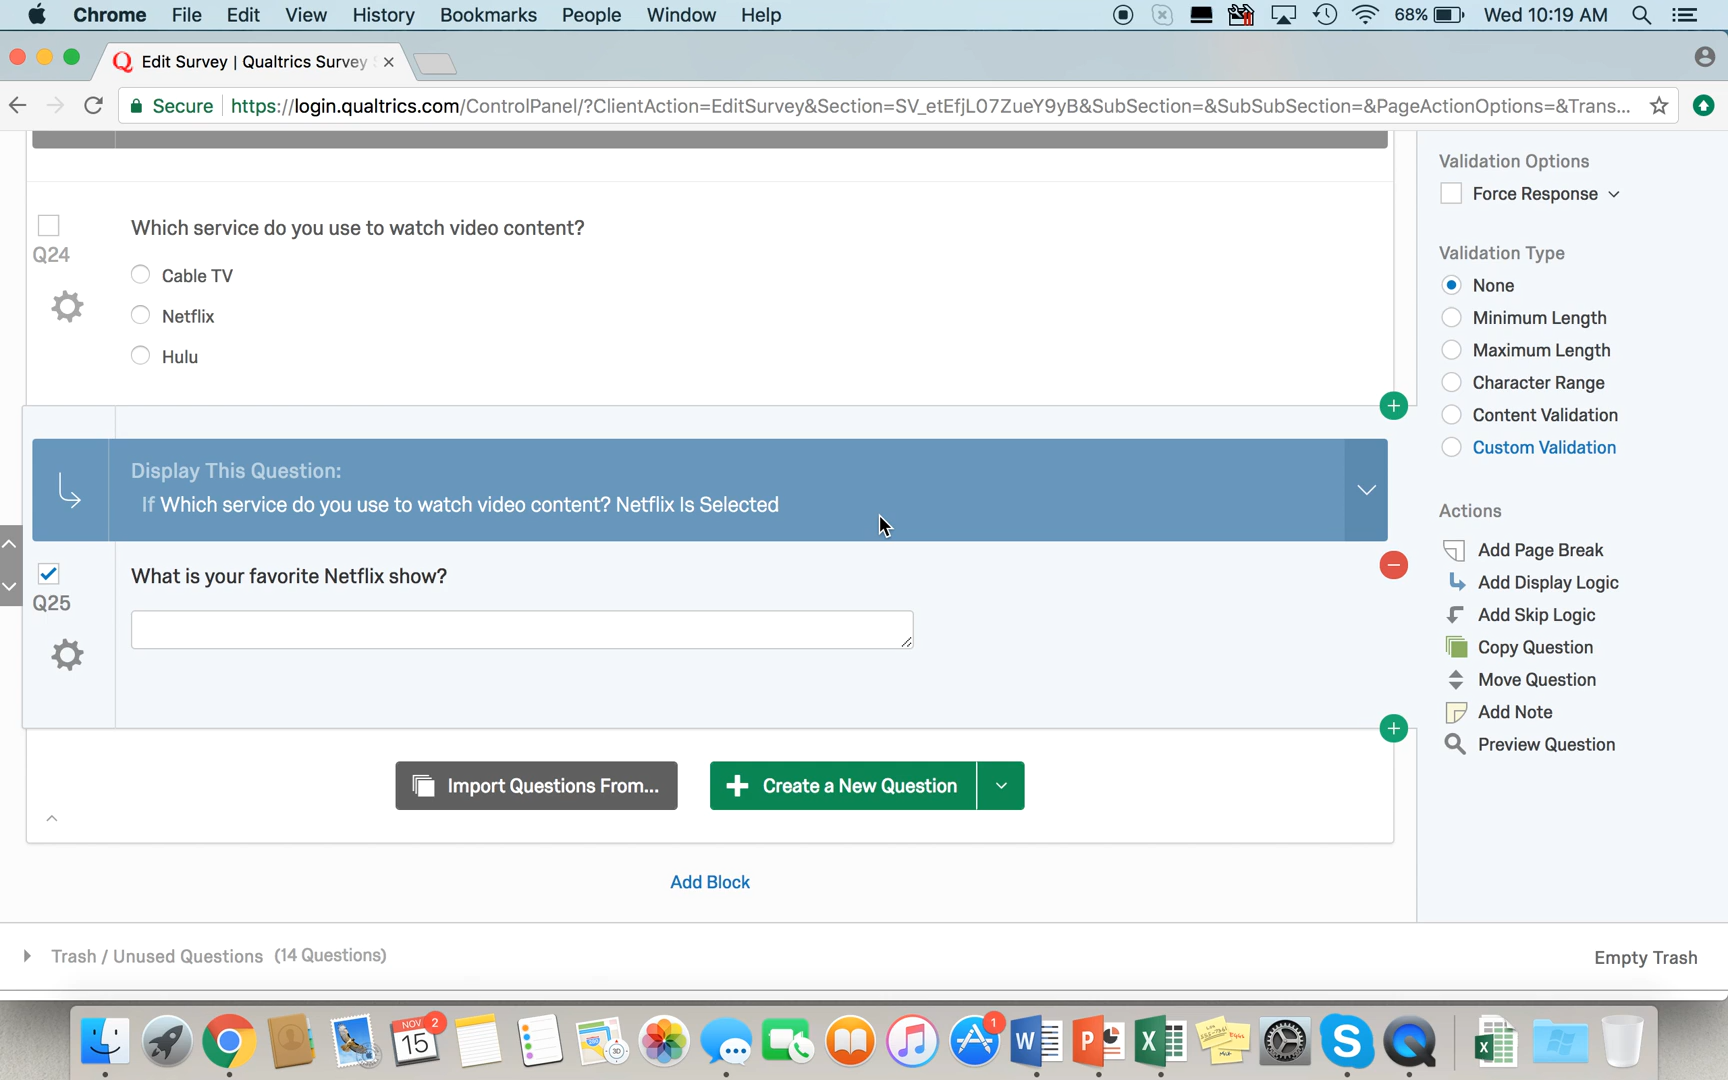 Chrome File Edit View History Bookmarks People Window Help 68% Wed 10:19 AM
Edit Survey | Qualtrics Survey
Secure https://login.qualtrics.com/ControlPanel/?ClientAction=EditSurvey&Section=SV_etEfjL07ZueY9yB&SubSection=&SubSubSection=&PageActionOptions=&Trans...
Q24
Which service do you use to watch video content?
Cable TV
Netflix
Hulu
Display This Question:
If Which service do you use to watch video content? Netflix Is Selected
Q25
What is your favorite Netflix show?
Import Questions From...
Create a New Question
Add Block
Validation Options
Force Response
Validation Type
None
Minimum Length
Maximum Length
Character Range
Content Validation
Custom Validation
Actions
Add Page Break
Add Display Logic
Add Skip Logic
Copy Question
Move Question
Add Note
Preview Question
Trash / Unused Questions (14 Questions)
Empty Trash
NOV 2
15
3D
1
W
P
X
S
X